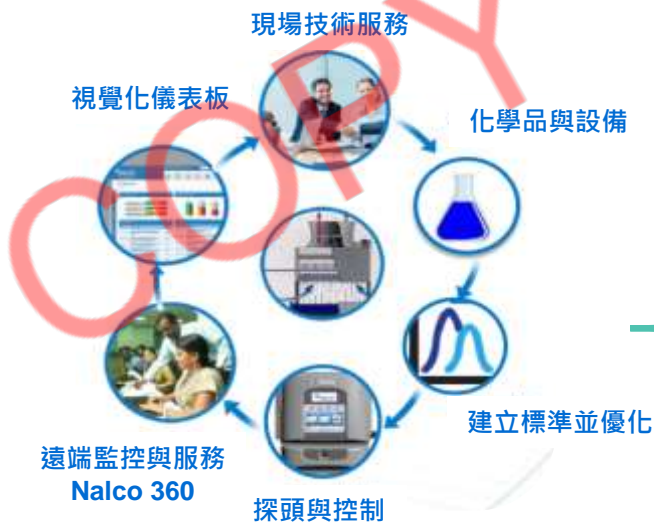 現場技術服務
視覺化儀表板
化學品與設備
建立標準並優化
遠端監控與服務
Nalco 360
探頭與控制
COPY